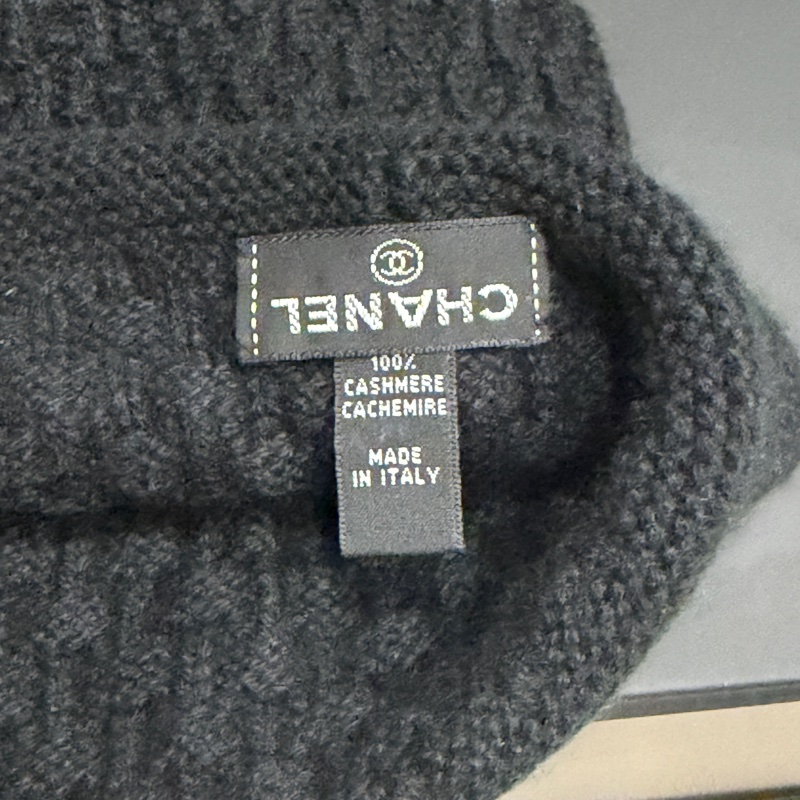 CHANEL
100%
CASHMERE
CACHEMIRE
MADE
IN ITALY